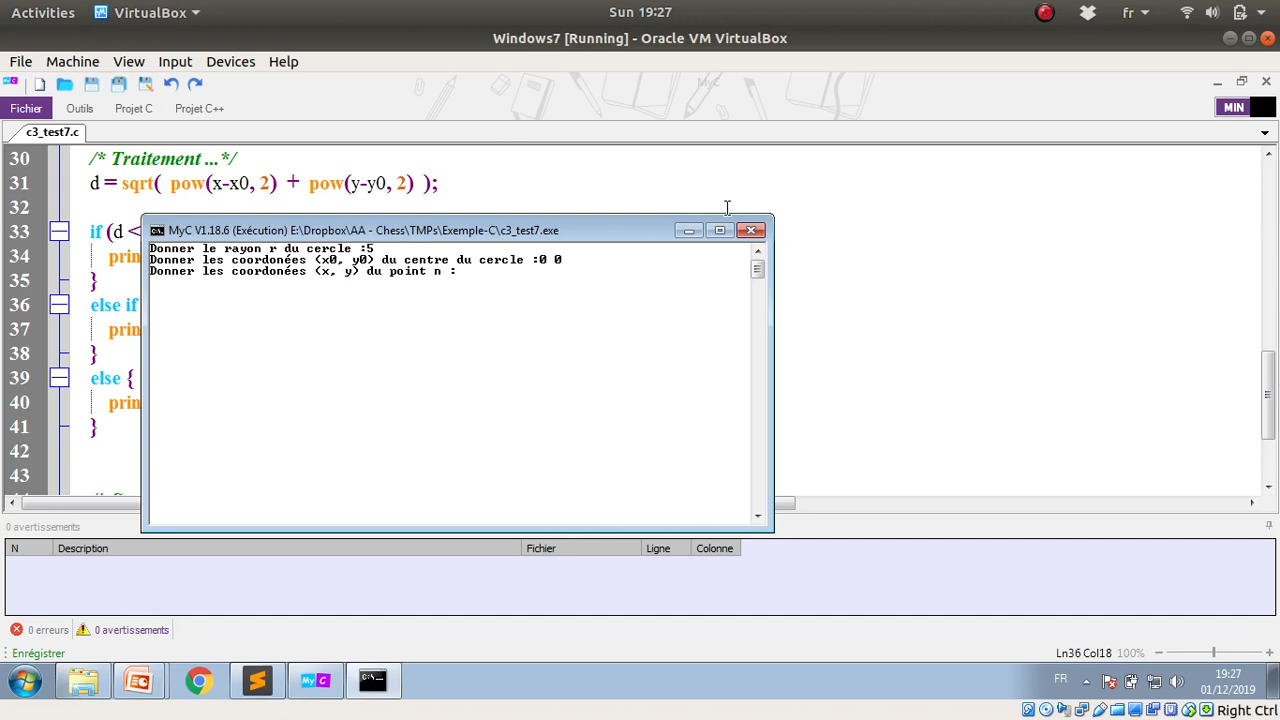 Activities VirtualBox Sun 19:27 fr
Windows7 [Running] - Oracle VM VirtualBox
File Machine View Input Devices Help
MyC
Fichier Outils Projet C Projet C++ MIN
c3_test7.c
30 /* Traitement ...*/
31 d = sqrt( pow(x-x0, 2) + pow(y-y0, 2) );
32
33 if (d <
34 prin
35 }
36 else if
37 prin
38 }
39 else {
40 prin
41 }
42
43
MyC V1.18.6 (Exécution) E:\Dropbox\AA - Chess\TMPs\Exemple-C\c3_test7.exe
Donner le rayon r du cercle :5
Donner les coordonées (x0, y0) du centre du cercle :0 0
Donner les coordonées (x, y) du point n :
0 avertissements
N Description Fichier Ligne Colonne
0 erreurs 0 avertissements
Enrégistrer Ln36 Col18 100%
My C FR 19:27
01/12/2019
Right Ctrl